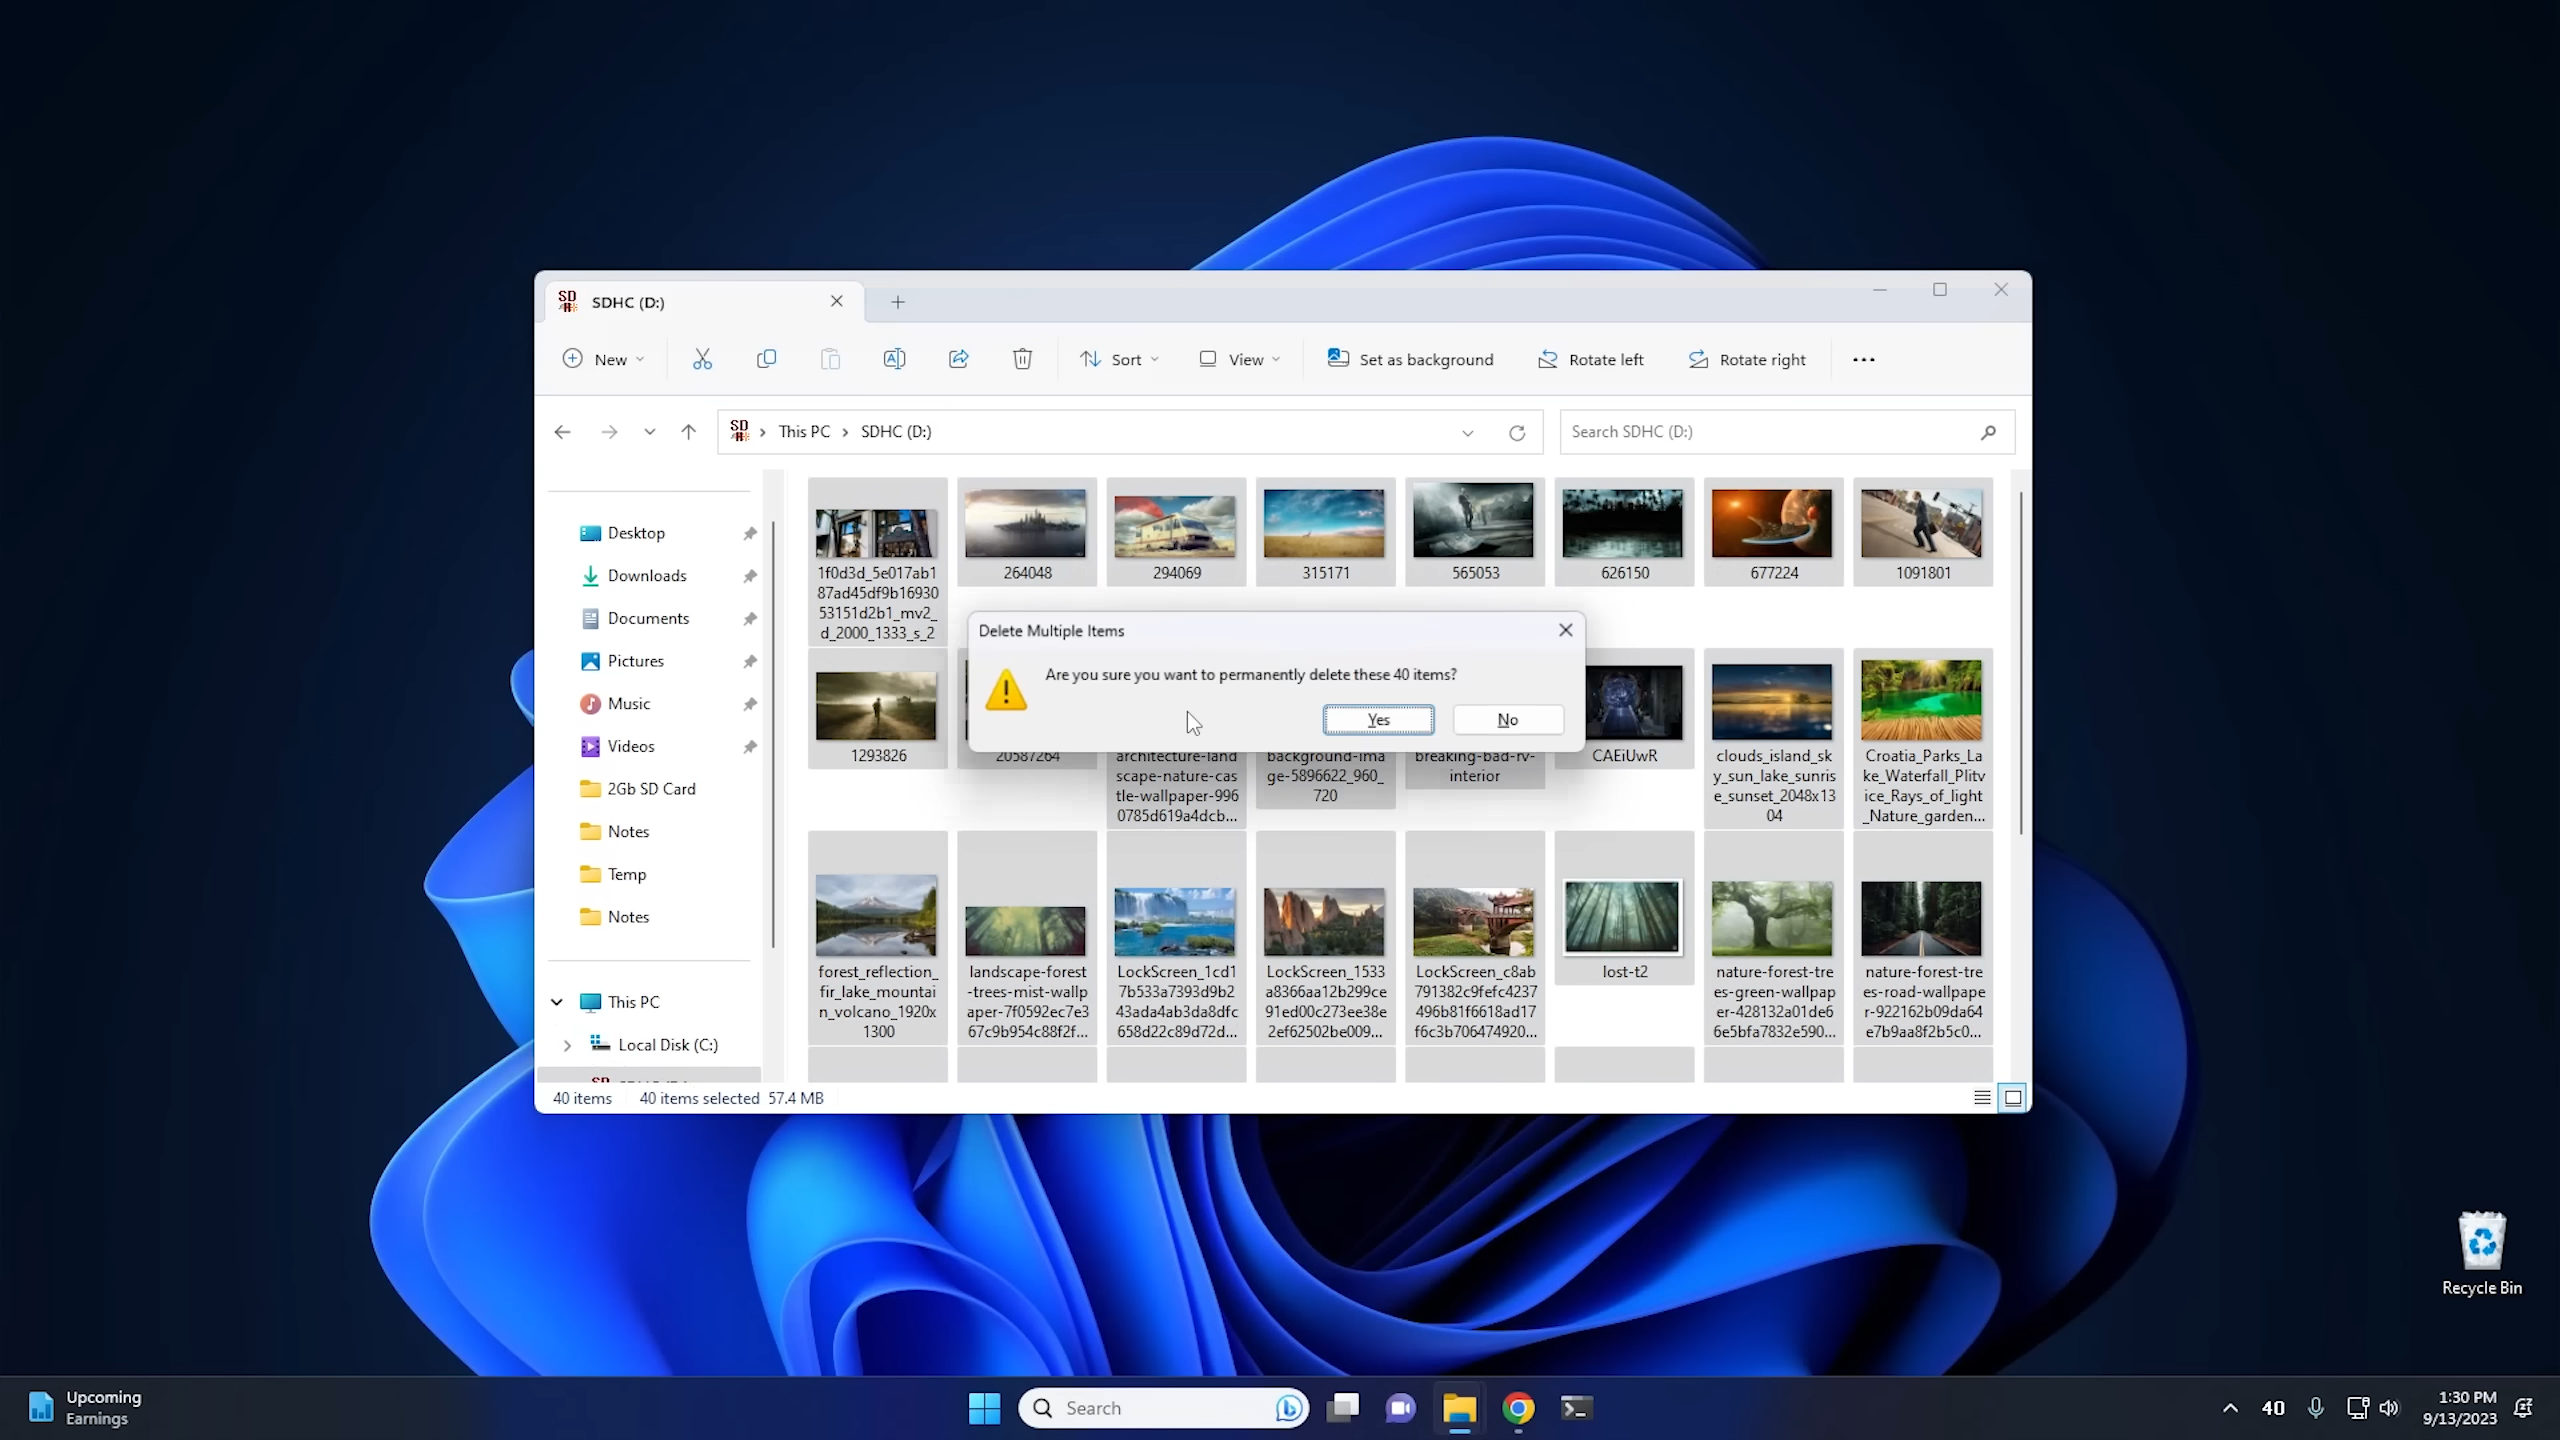 SDHC (D:)
New
Sort
View
Set as background
Rotate left
Rotate right
This PC
SDHC (D:)
Search SDHC (D:)
Desktop
Downloads
Documents
Pictures
Music
Videos
2Gb SD Card
Notes
Temp
Notes
This PC
Local Disk (C:)
1f0d3d_5e017ab1
87ad45df9b16930
53151d2b1_mv2_
d_2000_1333_s_2
264048
294069
315171
565053
626150
677224
1091801
Delete Multiple Items
Are you sure you want to permanently delete these 40 items?
Yes
No
1293826
20587264
architecture-land
scape-nature-cas
tle-wallpaper-996
0785d619a4dcb...
background-ima
ge-5896622_960_
720
breaking-bad-rv-
interior
CAEiUwR
clouds_island_sk
y_sun_lake_sunris
e_sunset_2048x13
04
Croatia_Parks_La
ke_Waterfall_Plitv
ice_Rays_of_light
_Nature_garden...
forest_reflection_
fir_lake_mountai
n_volcano_1920x
1300
landscape-forest
-trees-mist-wallp
aper-7f0592ec7e3
67c9b954c88f2f...
LockScreen_1cd1
7b533a7393d9b2
43ada4ab3da8dfc
658d22c89d72d...
LockScreen_1533
a8366aa12b299ce
91ed00c273ee38e
2ef62502be009...
LockScreen_c8ab
791382c9fefc4237
496b81f6618ad17
f6c3b706474920...
lost-t2
nature-forest-tre
es-green-wallpap
er-428132a01de6
6e5bfa7832e590...
nature-forest-tre
es-road-wallpape
r-922162b09da64
e7b9aa8f2b5c0...
40 items
40 items selected 57.4 MB
Recycle Bin
Upcoming
Earnings
Search
40
1:30 PM
9/13/2023